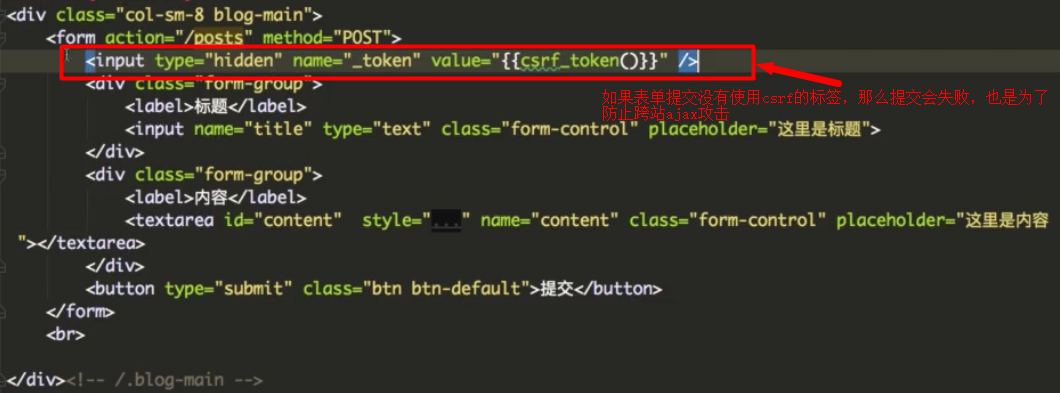 <div class="col-sm-8 blog-main">
<form action="/posts" method="POST">
<input type="hidden" name="_token" value="{{csrf_token()}}" />
<div class="form-group">
如果表单提交没有使用csrf的标签，那么提交会失败，也是为了
防止跨站ajax攻击
<label>标题</label>
<input name="title" type="text" class="form-control" placeholder="这里是标题">
</div>
<div class="form-group">
<label>内容</label>
<textarea id="content"  style="..." name="content" class="form-control" placeholder="这里是内容
"></textarea>
</div>
<button type="submit" class="btn btn-default">提交</button>
</form>
<br>
</div><!-- /.blog-main -->